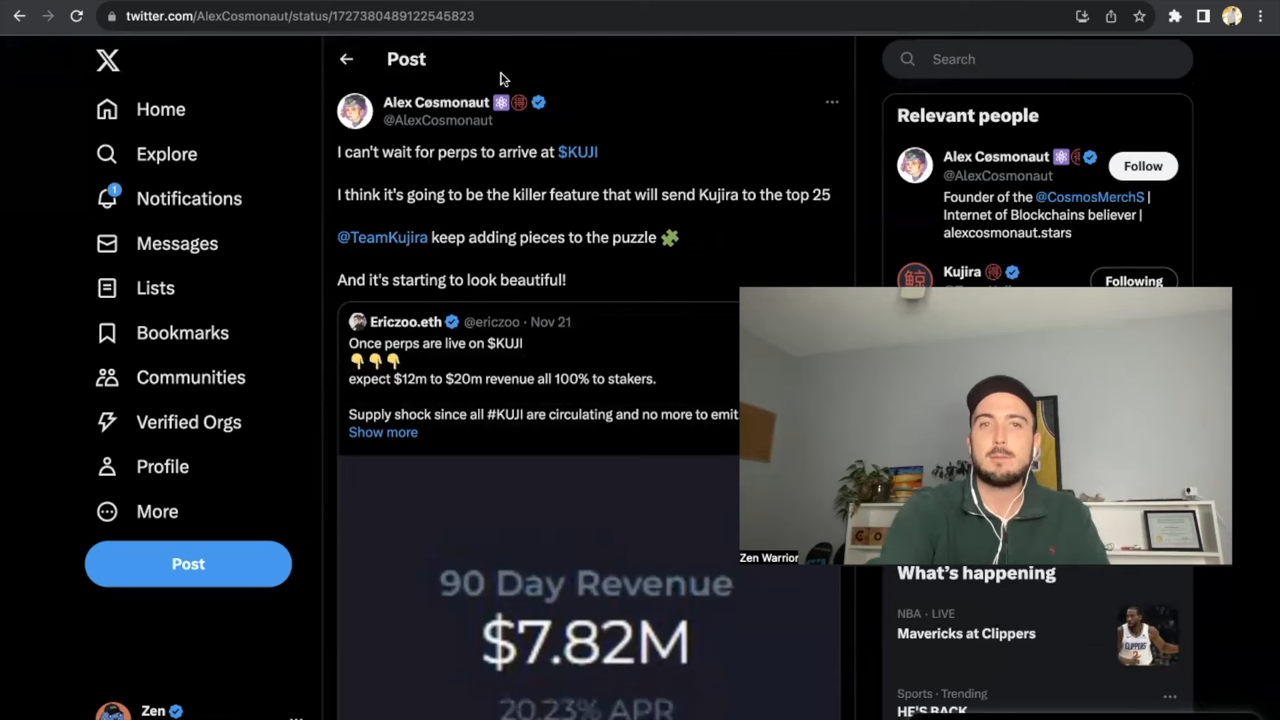 twitter.com/AlexCosmonaut/status/1727380489122545823
Home
Explore
1
Notifications
Messages
Lists
Bookmarks
Communities
Verified Orgs
Profile
More
Post
Zen
Post
Alex Cøsmonaut
@AlexCosmonaut
I can't wait for perps to arrive at $KUJI
I think it's going to be the killer feature that will send Kujira to the top 25
@TeamKujira keep adding pieces to the puzzle 🧩
And it's starting to look beautiful!
Ericzoo.eth @ericzoo · Nov 21
Once perps are live on $KUJI
👇👇👇
expect $12m to $20m revenue all 100% to stakers.
Supply shock since all #KUJI are circulating and no more to emit.
Show more
90 Day Revenue
$7.82M
20.23% APR
Search
Relevant people
Alex Cøsmonaut
@AlexCosmonaut
Follow
Founder of the @CosmosMerchS |
Internet of Blockchains believer |
alexcosmonaut.stars
Kujira
Following
Zen Warrior
What's happening
NBA · LIVE
Mavericks at Clippers
Sports · Trending
HE'S BACK